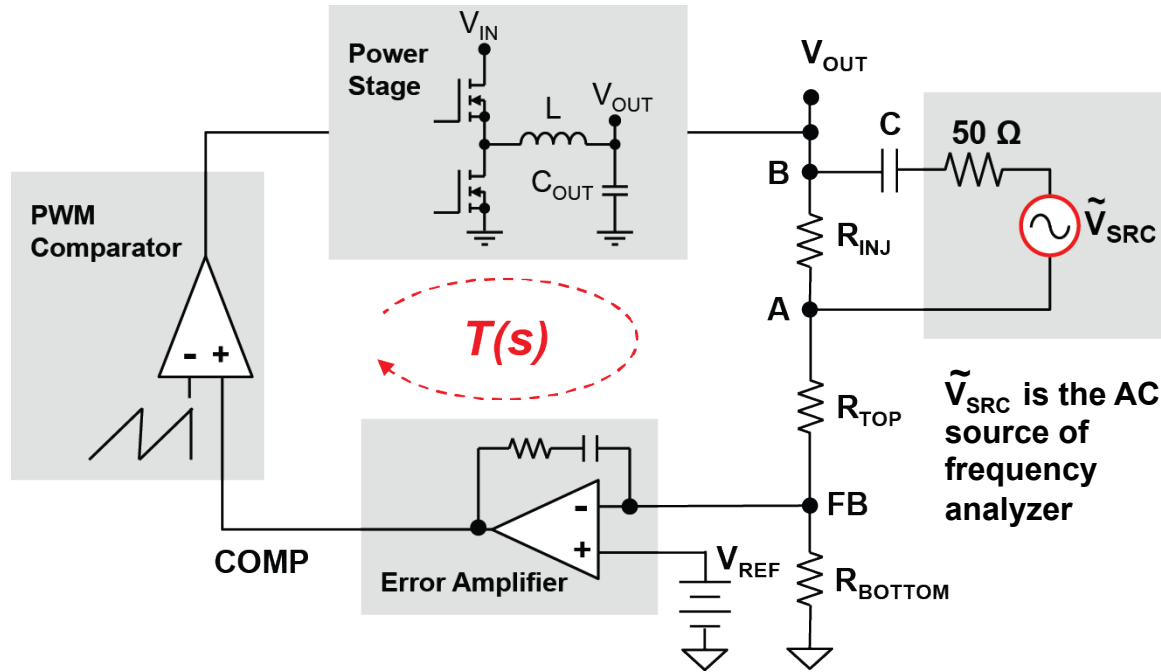 Power
Stage
V_IN
L
V_OUT
C_OUT
V_OUT
C
50 Ω
B
Ṽ_SRC
R_INJ
PWM
Comparator
- +
T(s)
A
R_TOP
Ṽ_SRC is the AC
source of
frequency
analyzer
-
+
FB
COMP
Error Amplifier
V_REF
R_BOTTOM